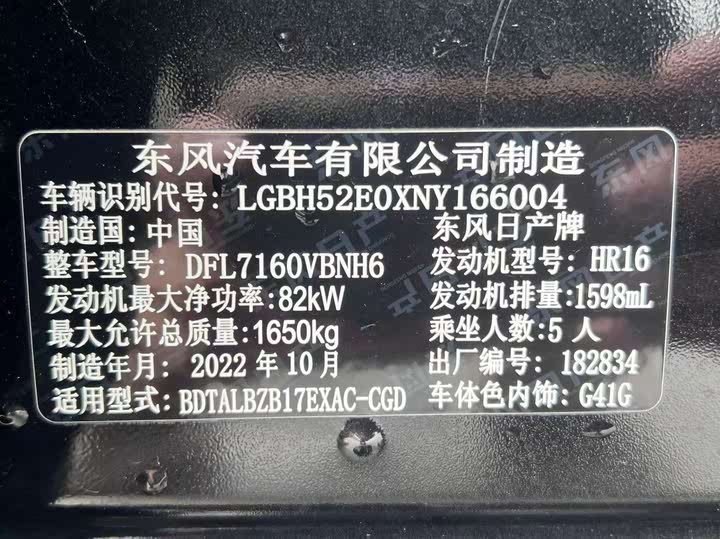 东风汽车有限公司制造
车辆识别代号: LGBH52E0XNY166004
制造国: 中国 东风日产牌
整车型号: DFL7160VBNH6 发动机型号: HR16
发动机最大净功率: 82kW 发动机排量: 1598mL
最大允许总质量: 1650kg 乘坐人数: 5 人
制造年月: 2022 年 10 月 出厂编号: 182834
适用型式: BDTALBZB17EXAC-CGD 车体色内饰: G41G